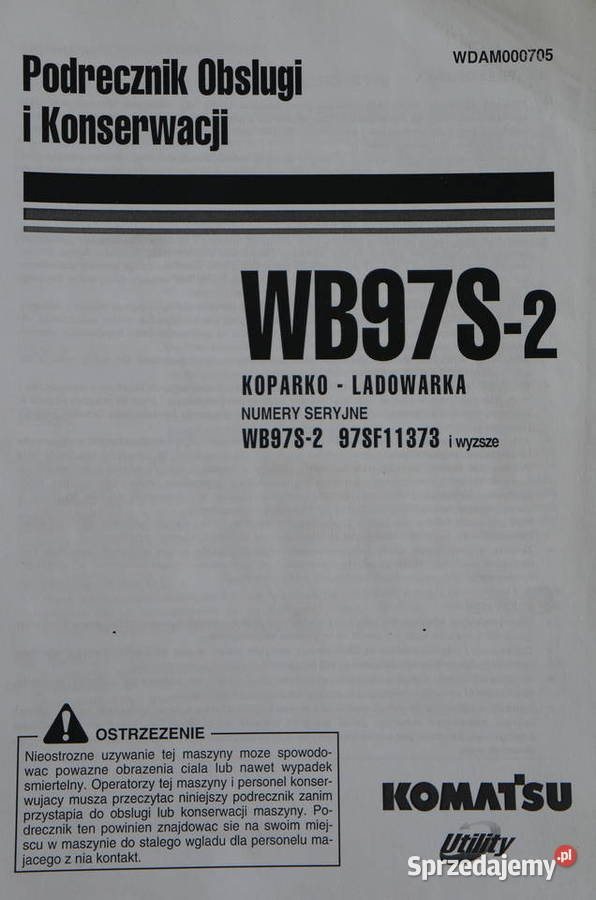 WDAM000705
Podrecznik Obslugi
i Konserwacji
WB97S-2
KOPARKO - LADOWARKA
NUMERY SERYJNE
WB97S-2 97SF11373 i wyzsze
OSTRZEZENIE
Nieostrozne uzywanie tej maszyny moze spowodo-
wac powazne obrazenia ciala lub nawet wypadek
smiertelny. Operatorzy tej maszyny i personel konser-
wujacy musza przeczytac niniejszy podrecznik zanim
przystapia do obslugi lub konserwacji maszyny. Po-
drecznik ten powinien znajdowac sie na swoim miej-
scu w maszynie do stalego wgladu dla personelu ma-
jacego z nia kontakt.
KOMATSU
Utility
Sprzedajemy.pl